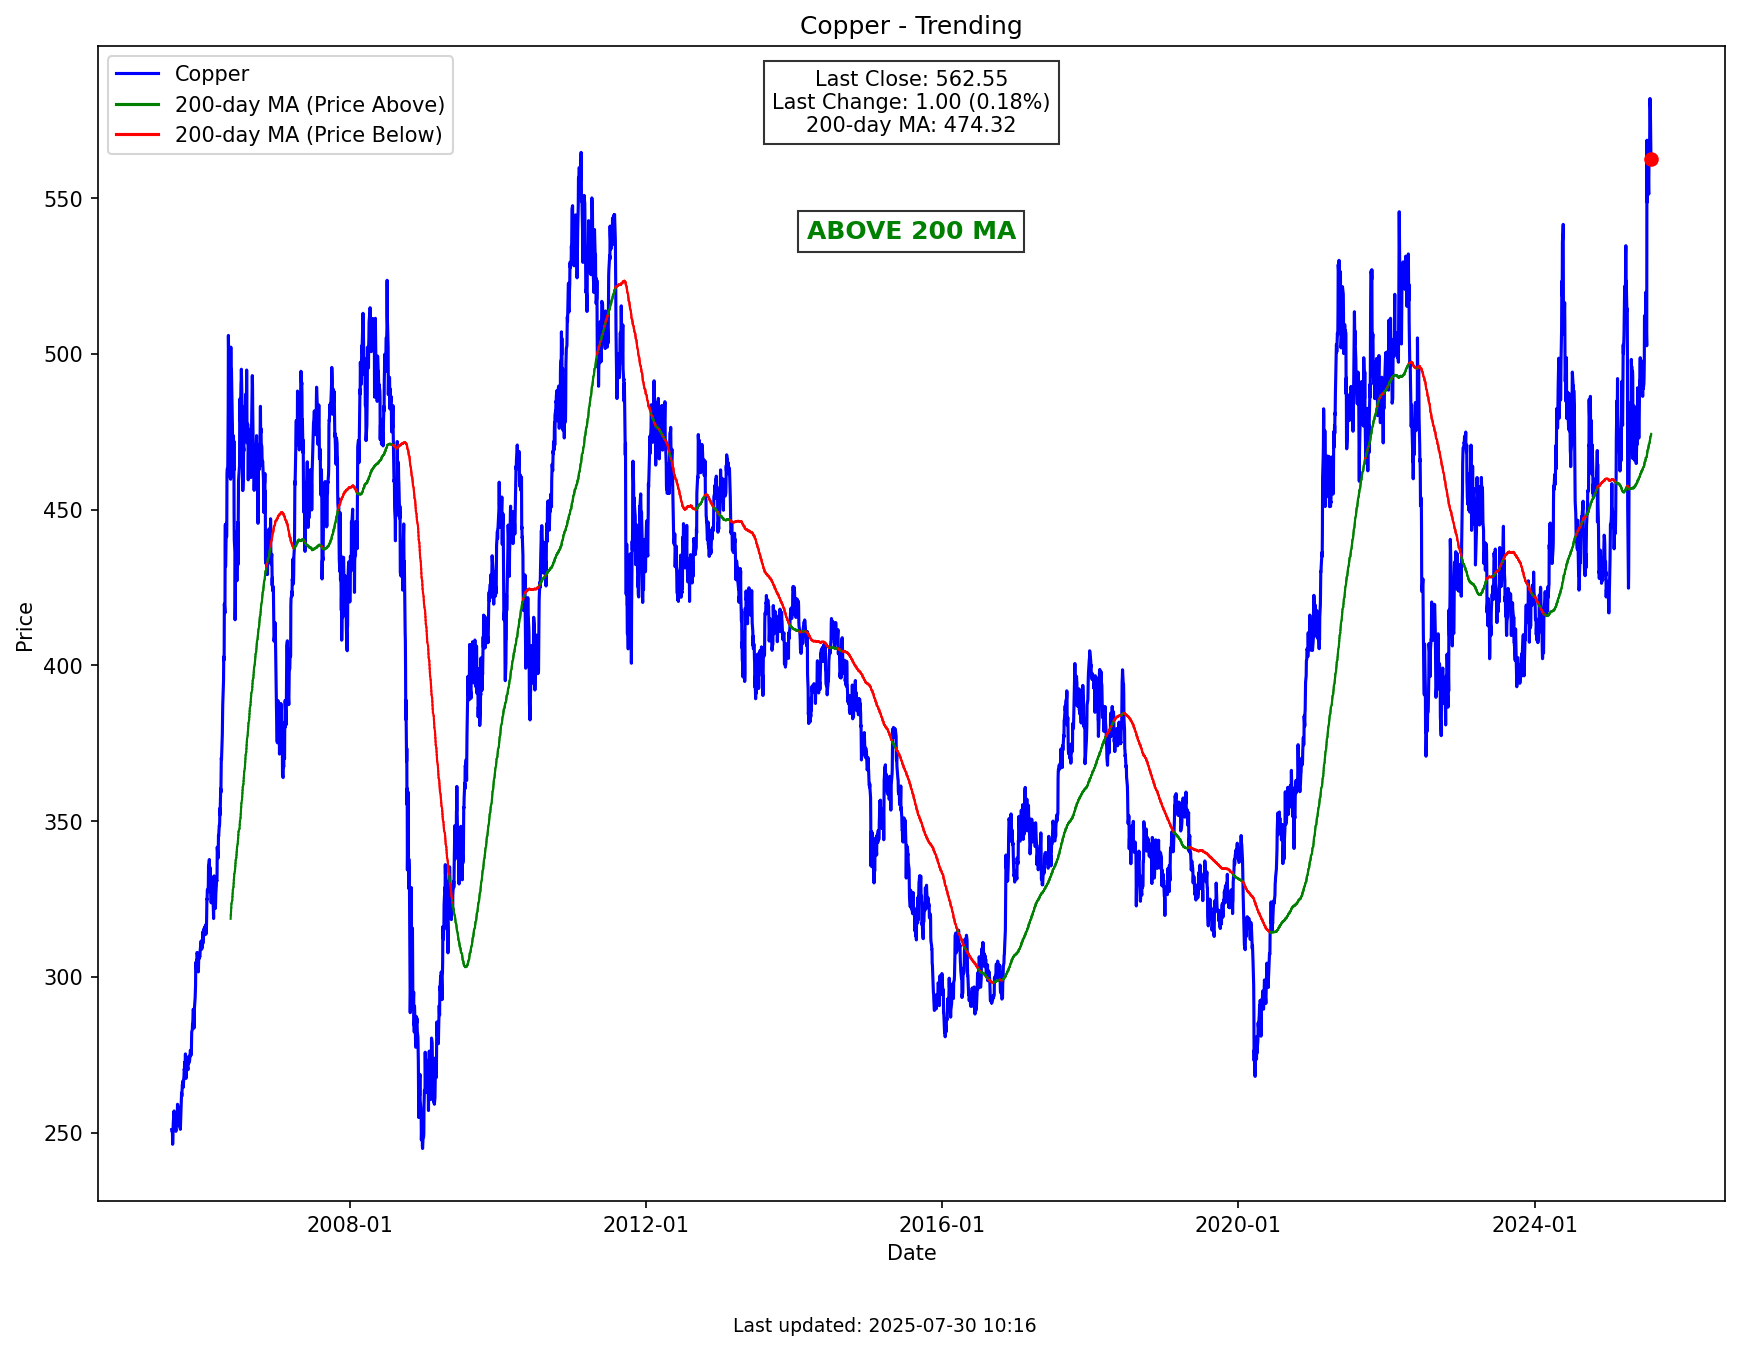 Copper - Trending
Copper
200-day MA (Price Above)
200-day MA (Price Below)
Last Close: 562.55
Last Change: 1.00 (0.18%)
200-day MA: 474.32
ABOVE 200 MA
Price
550
500
450
400
350
300
250
2008-01
2012-01
2016-01
2020-01
2024-01
Date
Last updated: 2025-07-30 10:16